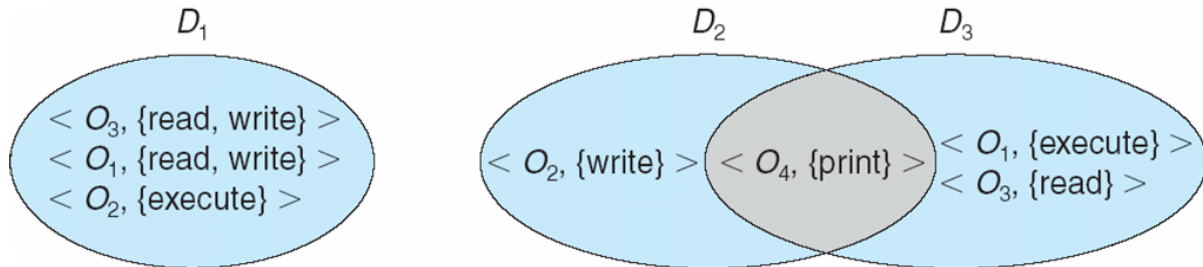 D₁ D₂ D₃
< O₃, {read, write} >
< O₁, {read, write} >
< O₂, {execute} >
< O₂, {write} >
< O₄, {print} >
< O₁, {execute} >
< O₃, {read} >